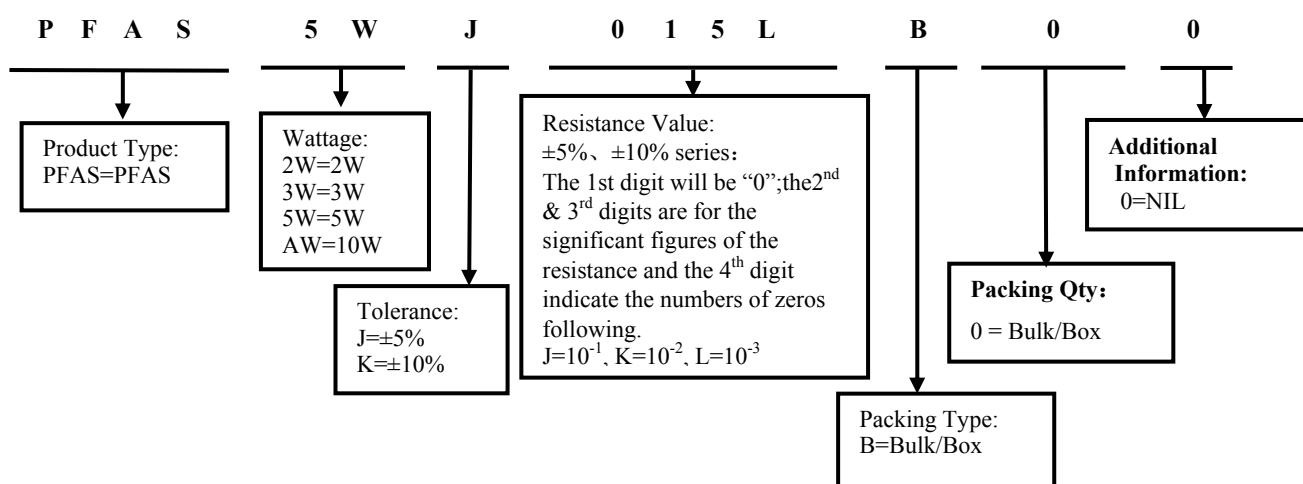 P F A S 5 W J 0 1 5 L B 0 0
Product Type:
PFAS=PFAS
Wattage:
2W=2W
3W=3W
5W=5W
AW=10W
Tolerance:
J=±5%
K=±10%
Resistance Value:
±5%、±10% series：
The 1st digit will be “0”;the2nd
& 3rd digits are for the
significant figures of the
resistance and the 4th digit
indicate the numbers of zeros
following.
J=10-1, K=10-2, L=10-3
Packing Type:
B=Bulk/Box
Packing Qty：
0 = Bulk/Box
Additional
Information:
0=NIL